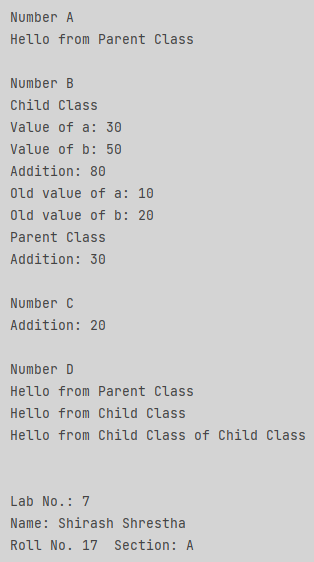 Number A
Hello from Parent Class

Number B
Child Class
Value of a: 30
Value of b: 50
Addition: 80
Old value of a: 10
Old value of b: 20
Parent Class
Addition: 30

Number C
Addition: 20

Number D
Hello from Parent Class
Hello from Child Class
Hello from Child Class of Child Class


Lab No.: 7
Name: Shirash Shrestha
Roll No. 17  Section: A